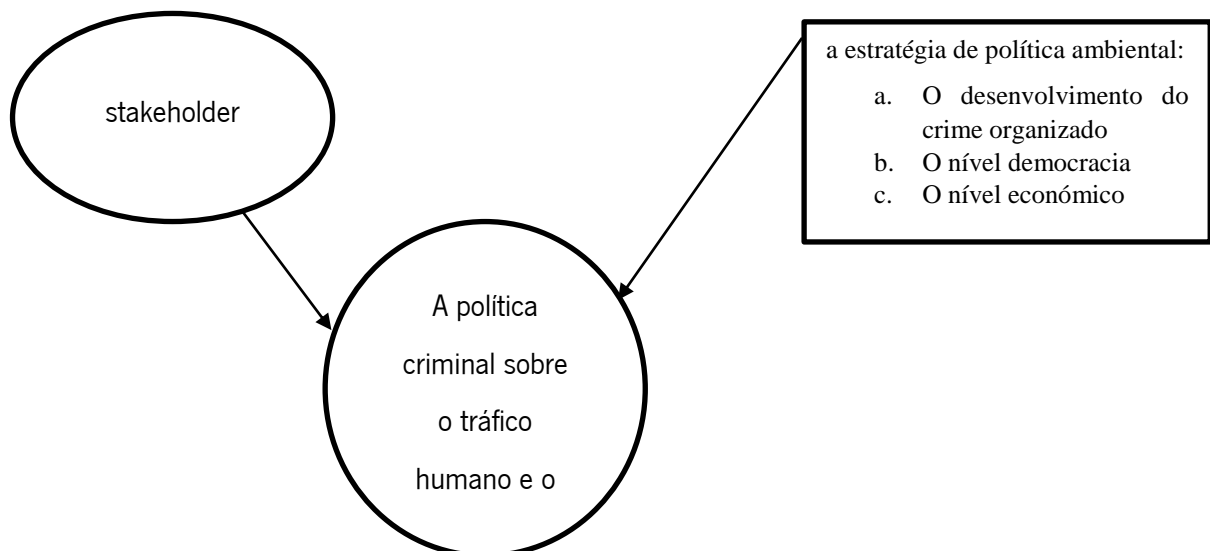 stakeholder
a estratégia de política ambiental:
a. O desenvolvimento do
crime organizado
b. O nível democracia
c. O nível económico
A política
criminal sobre
o tráfico
humano e o